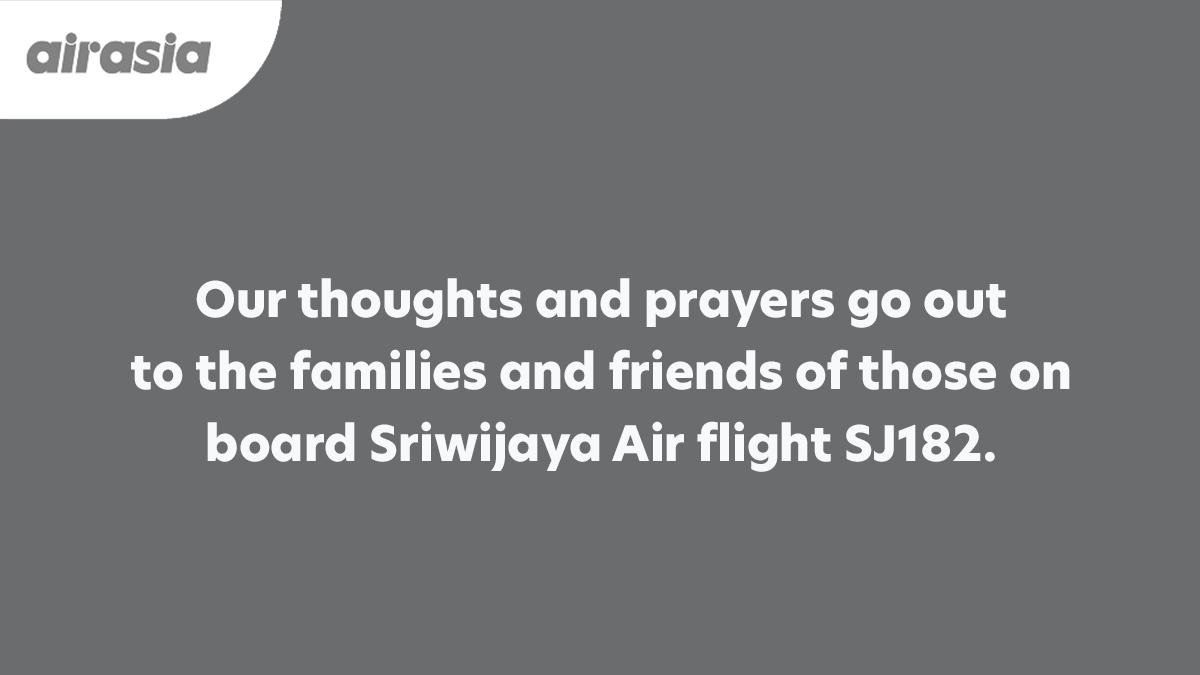 airasia
Our thoughts and prayers go out
to the families and friends of those on
board Sriwijaya Air flight SJ182.